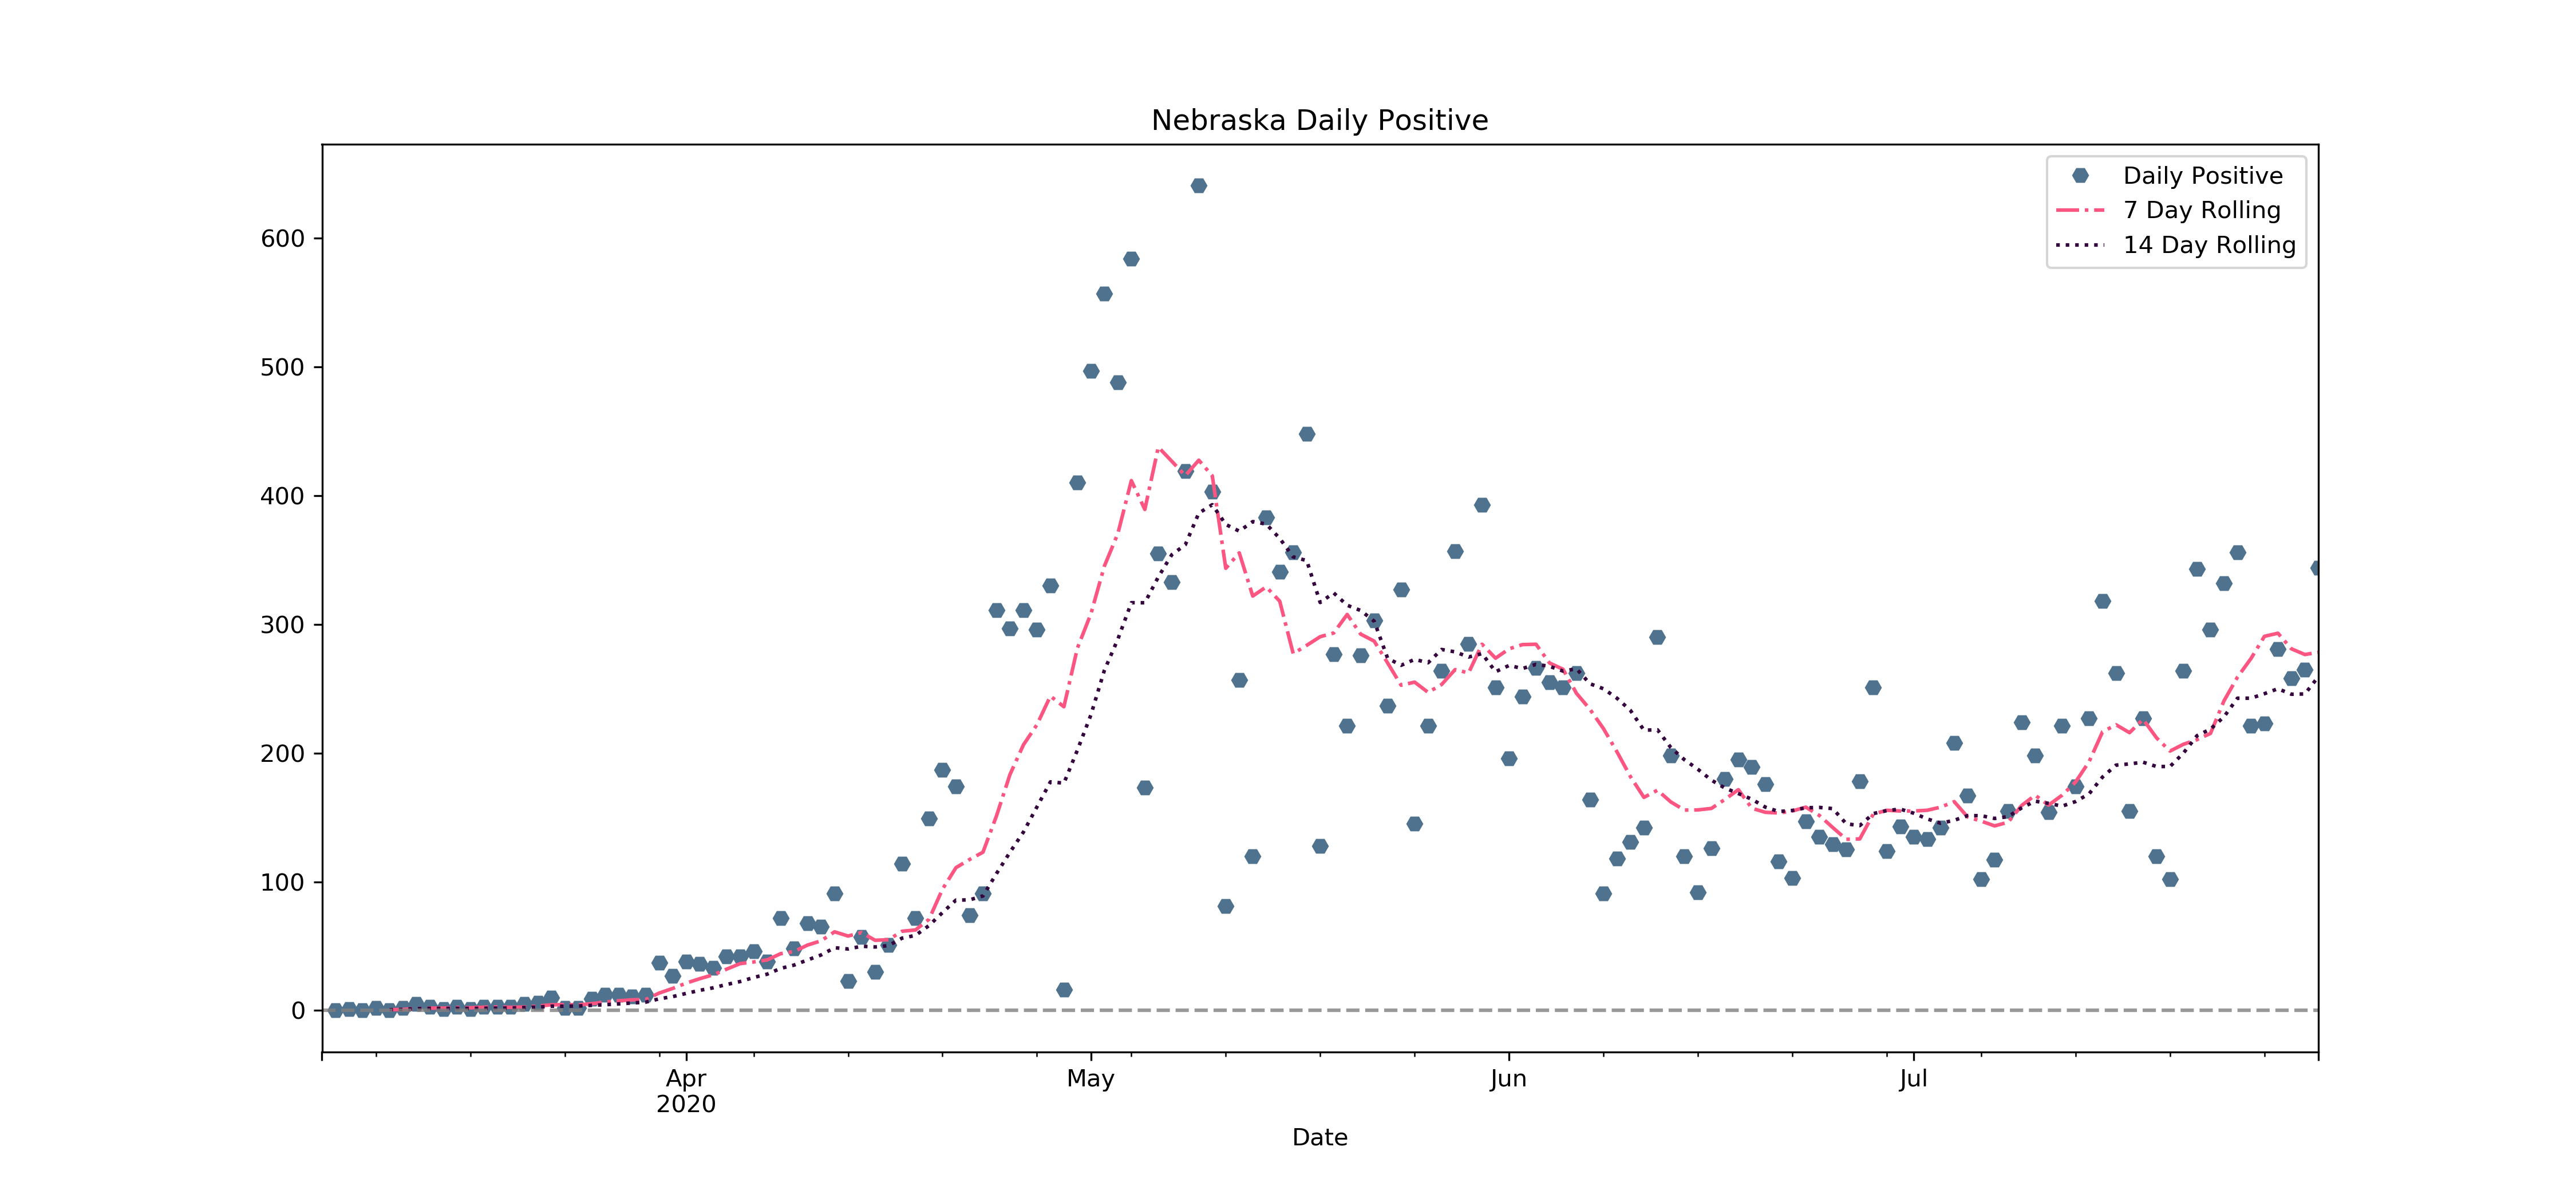 Nebraska Daily Positive
Daily Positive
7 Day Rolling
14 Day Rolling
600
500
400
300
200
100
0
Apr
2020
May
Jun
Jul
Date